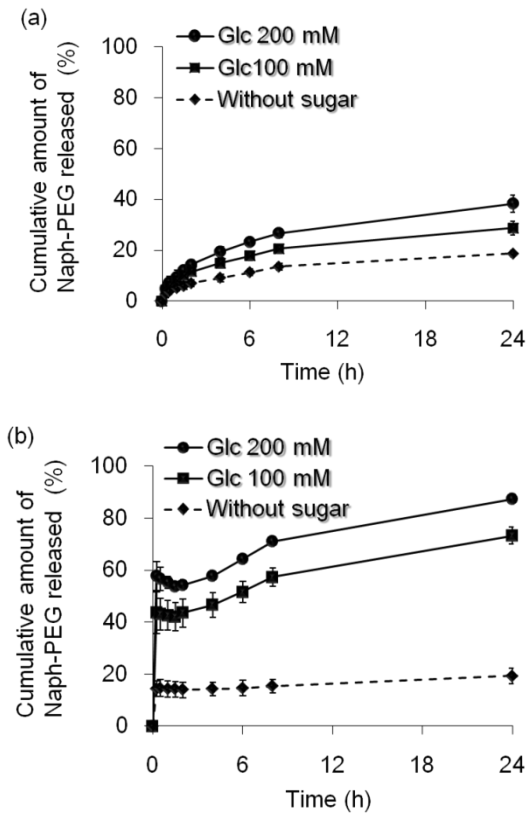 (a)
Glc 200 mM
Glc100 mM
Without sugar
Cumulative amount of
Naph-PEG released (%)
100
80
60
40
20
0
0 6 12 18 24
Time (h)
(b)
Glc 200 mM
Glc 100 mM
Without sugar
Cumulative amount of
Naph-PEG released (%)
100
80
60
40
20
0
0 6 12 18 24
Time (h)